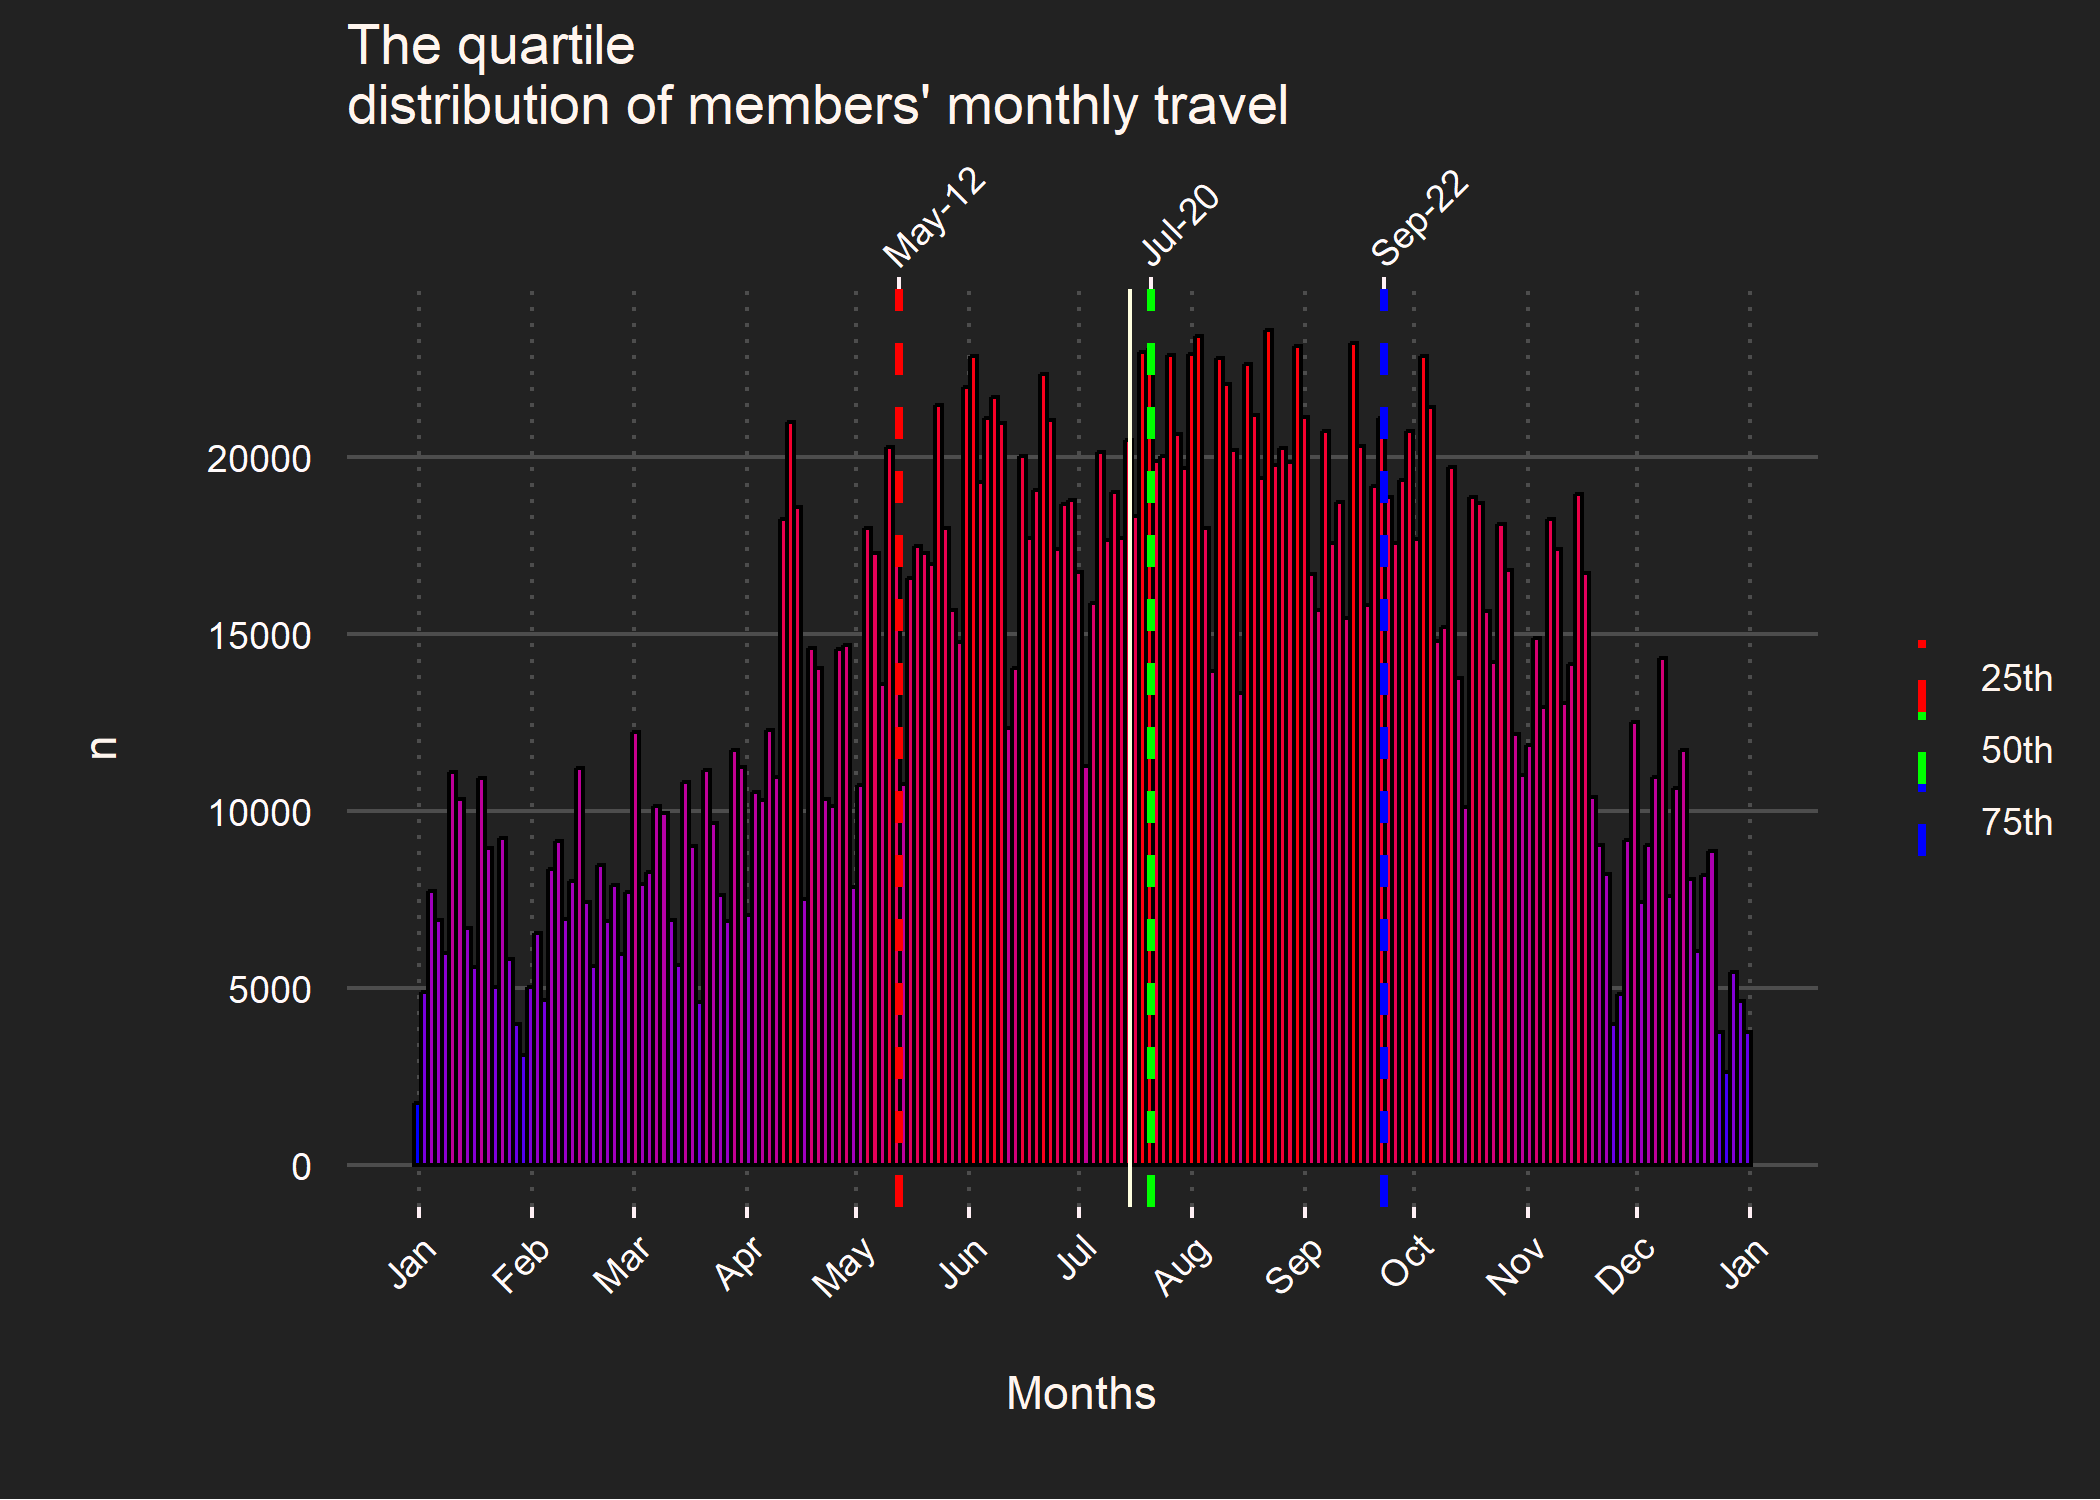 The quartile
distribution of members' monthly travel
May-12
Jul-20
Sep-22
20000
15000
10000
5000
0
n
25th
50th
75th
Jan
Feb
Mar
Apr
May
Jun
Jul
Aug
Sep
Oct
Nov
Dec
Jan
Months